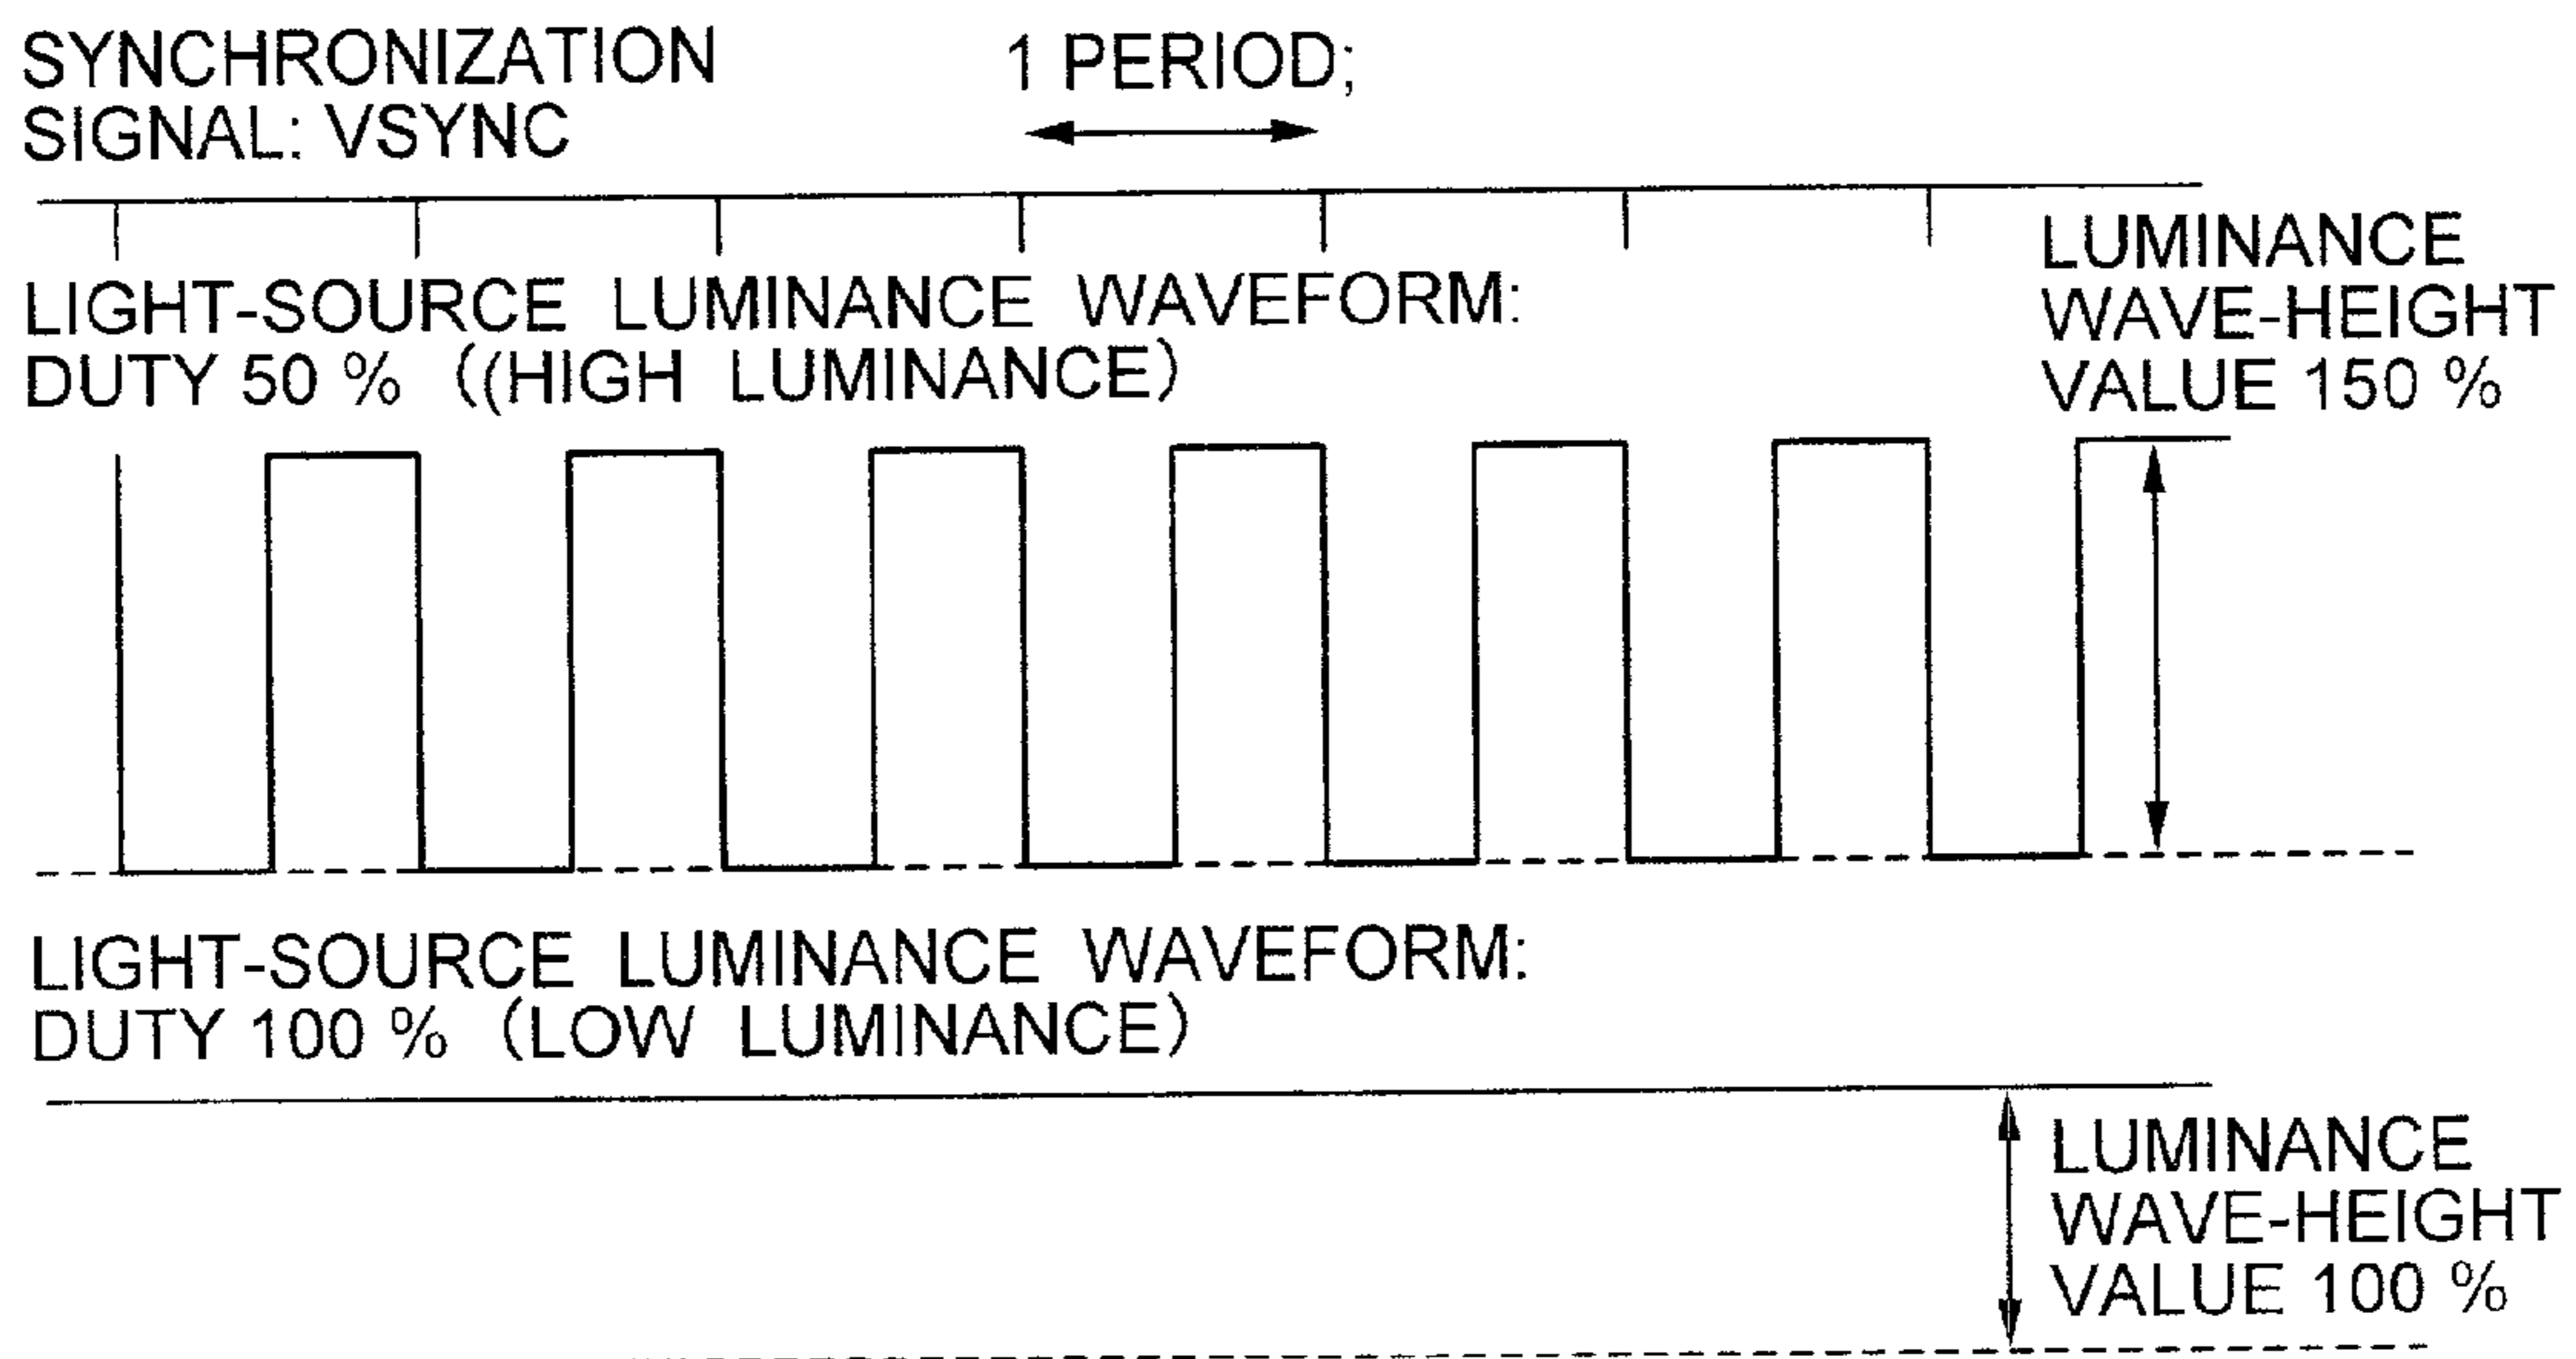 SYNCHRONIZATION
SIGNAL: VSYNC
1 PERIOD;
LIGHT-SOURCE LUMINANCE WAVEFORM:
DUTY 50 % ((HIGH LUMINANCE)
LUMINANCE
WAVE-HEIGHT
VALUE 150 %
LIGHT-SOURCE LUMINANCE WAVEFORM:
DUTY 100 % (LOW LUMINANCE)
LUMINANCE
WAVE-HEIGHT
VALUE 100 %